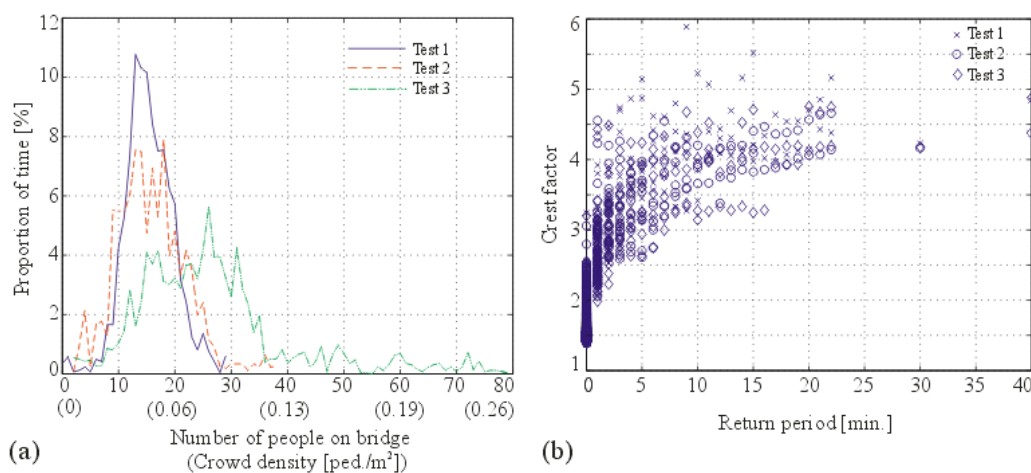 12
10
8
6
4
2
0
Proportion of time [%]
Test 1
Test 2
Test 3
0 10 20 30 40 50 60 70 80
(0) (0.06) (0.13) (0.19) (0.26)
Number of people on bridge
(Crowd density [ped./m²])
(a)
6
5
4
3
2
1
Crest factor
Test 1
Test 2
Test 3
0 5 10 15 20 25 30 35 40
Return period [min.]
(b)